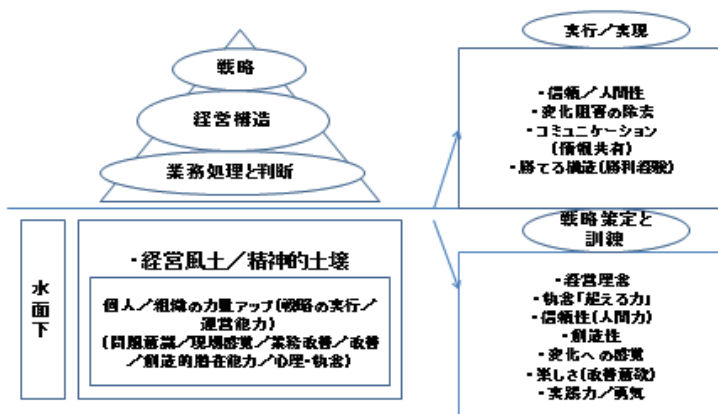 戦略
経営構造
業務処理と判断
実行／実現
・信頼／人間性
・変化阻害の除去
・コミュニケーション
(情報共有)
・勝てる構造(勝利経験)
水面下
・経営風土／精神的土壌
個人／組織の力量アップ(戦略の実行／
運営能力)
(問題意識／現場感覚／業務改善／改善
／創造的潜在能力／心理・執念)
戦略策定と
訓練
・経営理念
・執念「超える力」
・信頼性(人間力)
・創造性
・変化への感覚
・楽しさ(改善意欲)
・実践力／勇気